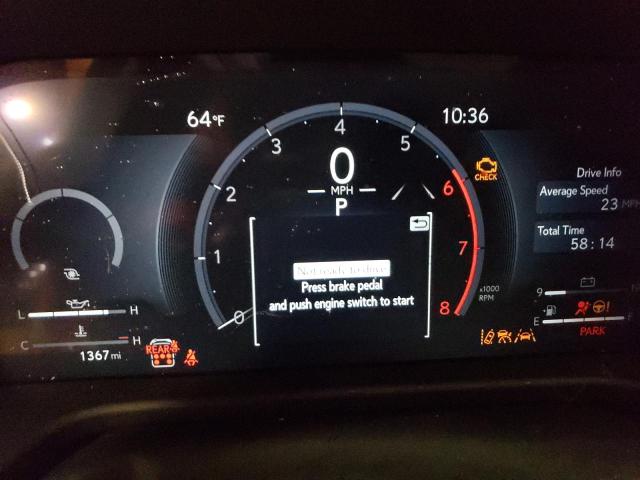 64°F
10:36
0
1
2
3
4
5
6
7
8
x1000
RPM
0
MPH
P
CHECK
Drive Info
Average Speed
23 MPH
Total Time
58:14
Not ready to drive
Press brake pedal
and push engine switch to start
L H
C H
1367 mi
REAR
9
E F
PARK